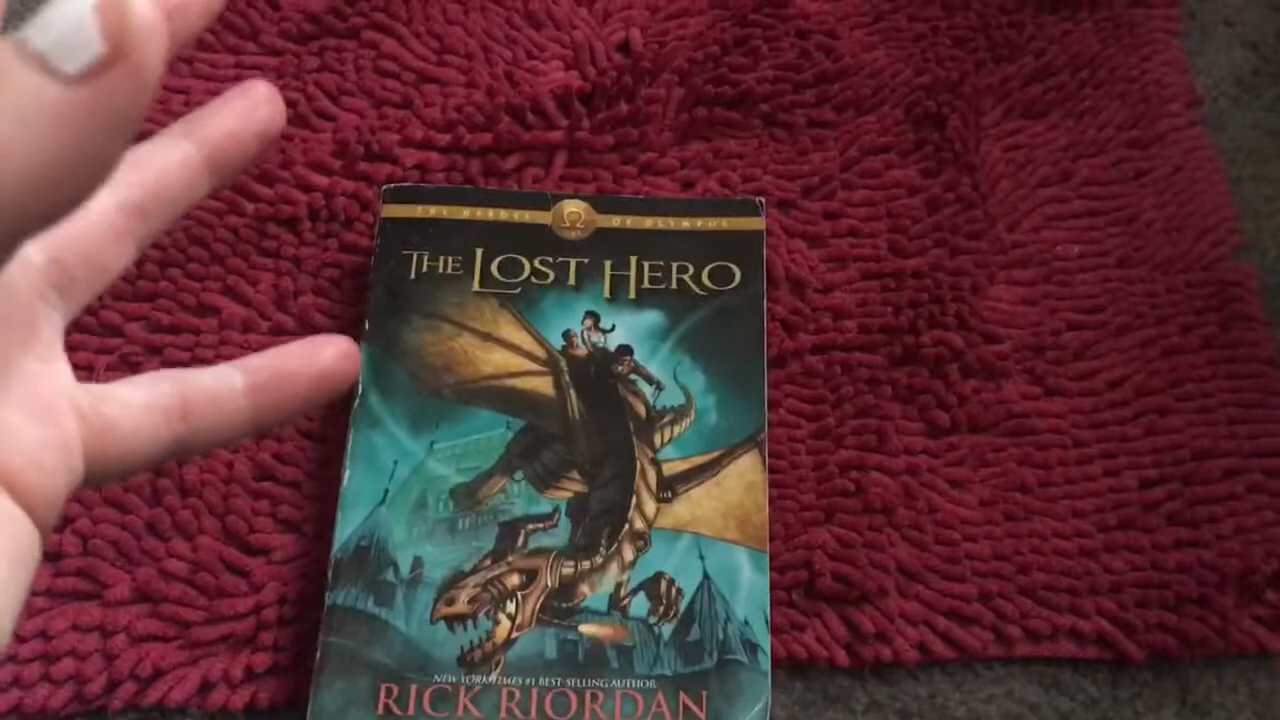 THE HEROES OF OLYMPUS
THE LOST HERO
NEW YORK TIMES #1 BEST-SELLING AUTHOR
RICK RIORDAN